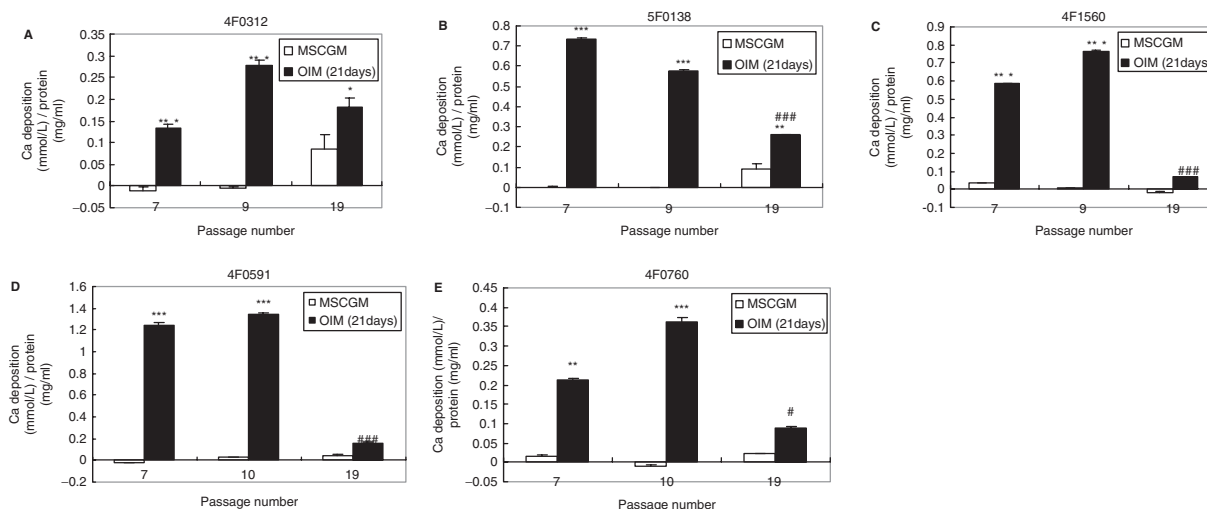 A
4F0312
Ca deposition
(mmol/L) / protein
(mg/ml)
0.35
0.3
0.25
0.2
0.15
0.1
0.05
0
−0.05
** *
** *
*
MSCGM
OIM (21days)
7 9 19
Passage number
B
5F0138
Ca deposition
(mmol/L) / protein
(mg/ml)
0.8
0.7
0.6
0.5
0.4
0.3
0.2
0.1
0
-0.1
***
***
###
**
MSCGM
OIM (21days)
7 9 19
Passage number
C
4F1560
Ca deposition
(mmol/L) / protein
(mg/ml)
0.9
0.8
0.7
0.6
0.5
0.4
0.3
0.2
0.1
0
-0.1
** *
** *
###
MSCGM
OIM (21days)
7 9 19
Passage number
D
4F0591
Ca deposition
(mmol/L) / protein
(mg/ml)
1.6
1.4
1.2
1
0.8
0.6
0.4
0.2
0
−0.2
***
***
###
MSCGM
OIM (21days)
7 10 19
Passage number
E
4F0760
Ca deposition (mmol/L)/
protein (mg/ml)
0.4
0.35
0.3
0.25
0.2
0.15
0.1
0.05
0
−0.05
**
***
#
MSCGM
OIM (21days)
7 10 19
Passage number